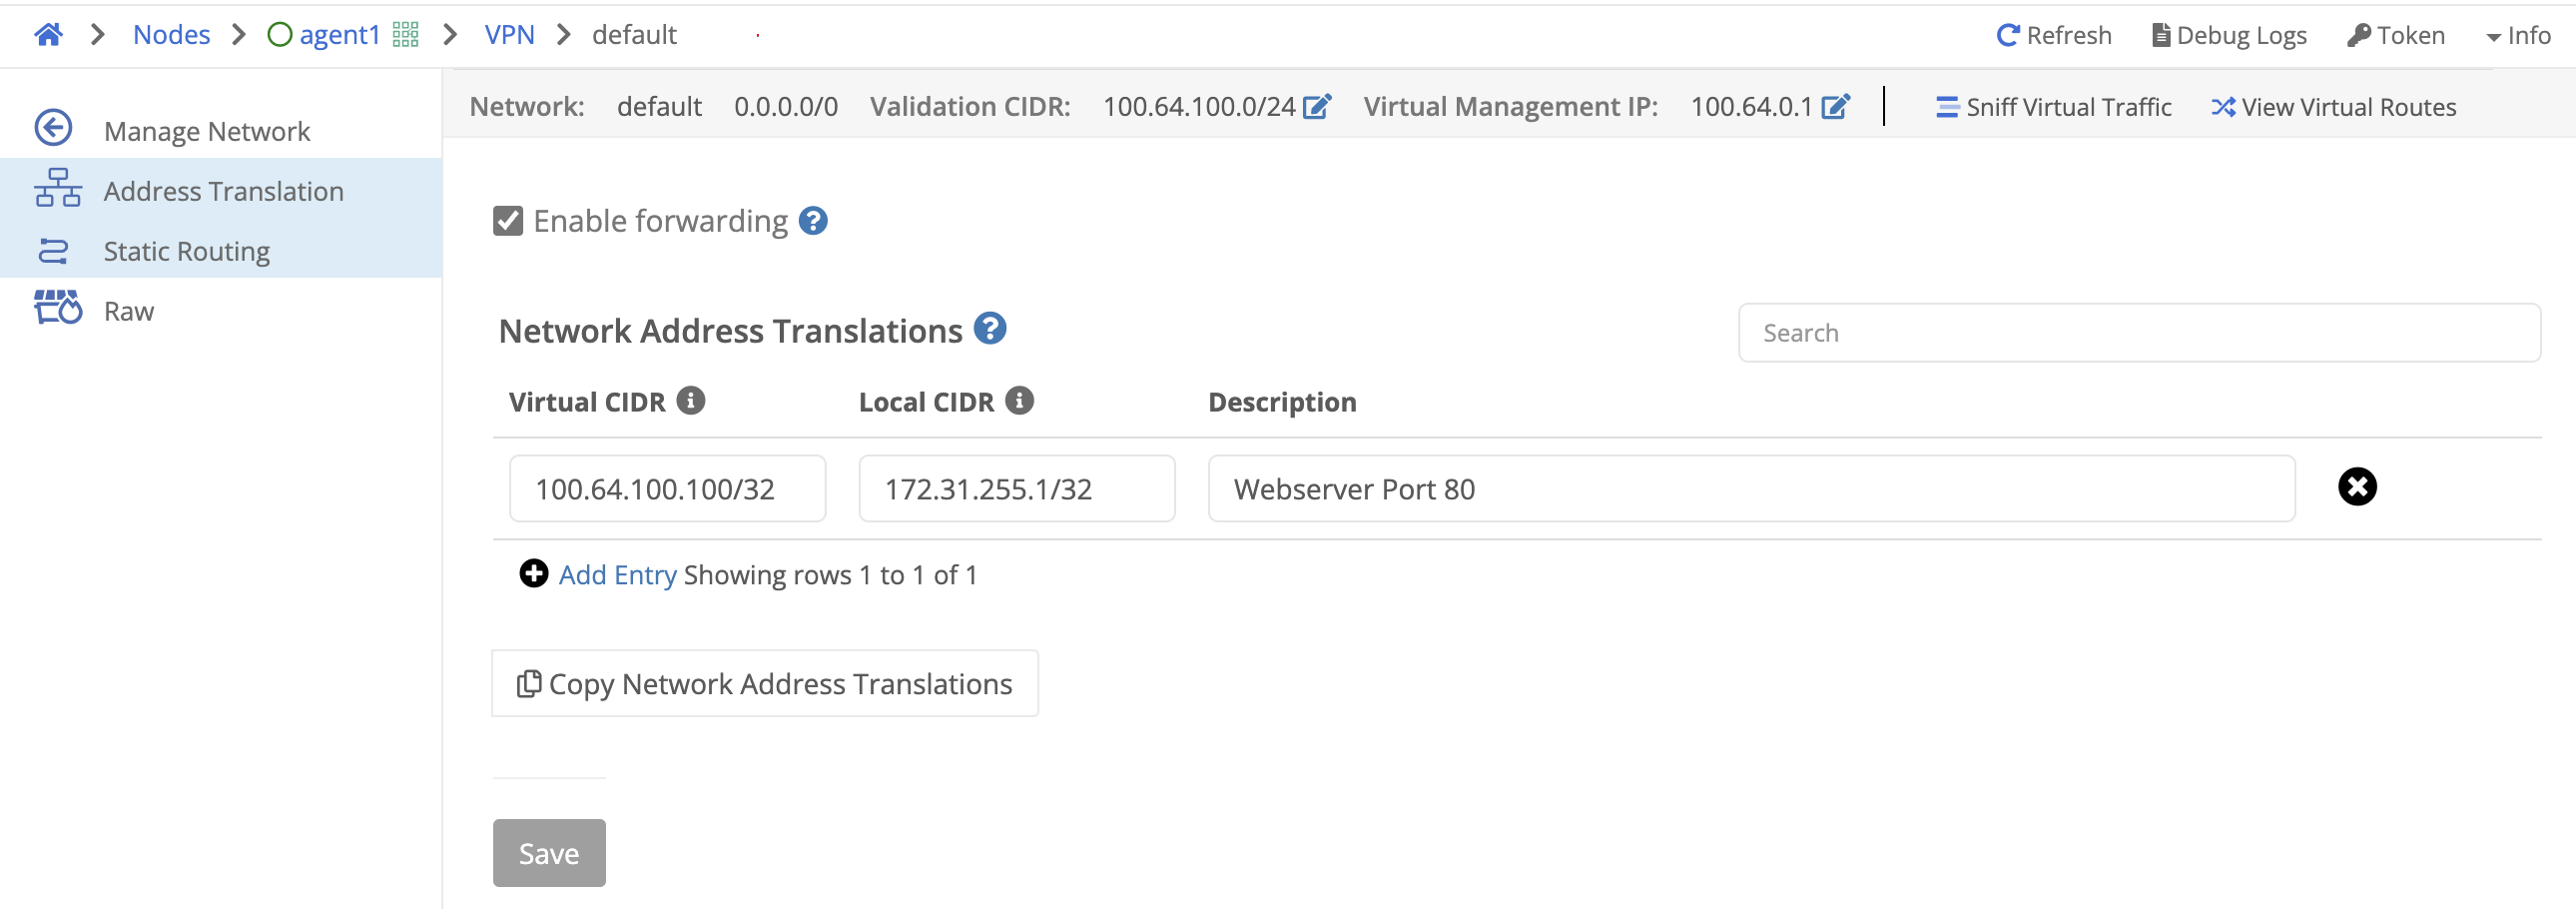 Nodes agent1 VPN default Refresh Debug Logs Token Info
Network: default 0.0.0.0/0 Validation CIDR: 100.64.100.0/24 Virtual Management IP: 100.64.0.1 Sniff Virtual Traffic View Virtual Routes
Manage Network
Address Translation
Static Routing
Raw
Enable forwarding
Network Address Translations Search
Virtual CIDR Local CIDR Description
100.64.100.100/32 172.31.255.1/32 Webserver Port 80
Add Entry Showing rows 1 to 1 of 1
Copy Network Address Translations
Save